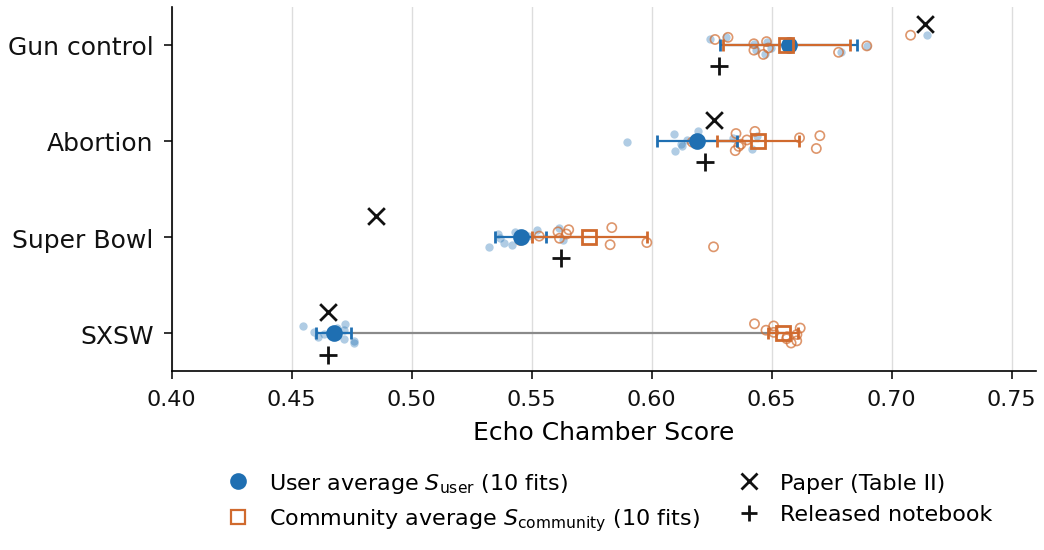 Gun control
Abortion
Super Bowl
SXSW
0.40 0.45 0.50 0.55 0.60 0.65 0.70 0.75
Echo Chamber Score
User average S_user (10 fits)
Community average S_community (10 fits)
Paper (Table II)
Released notebook